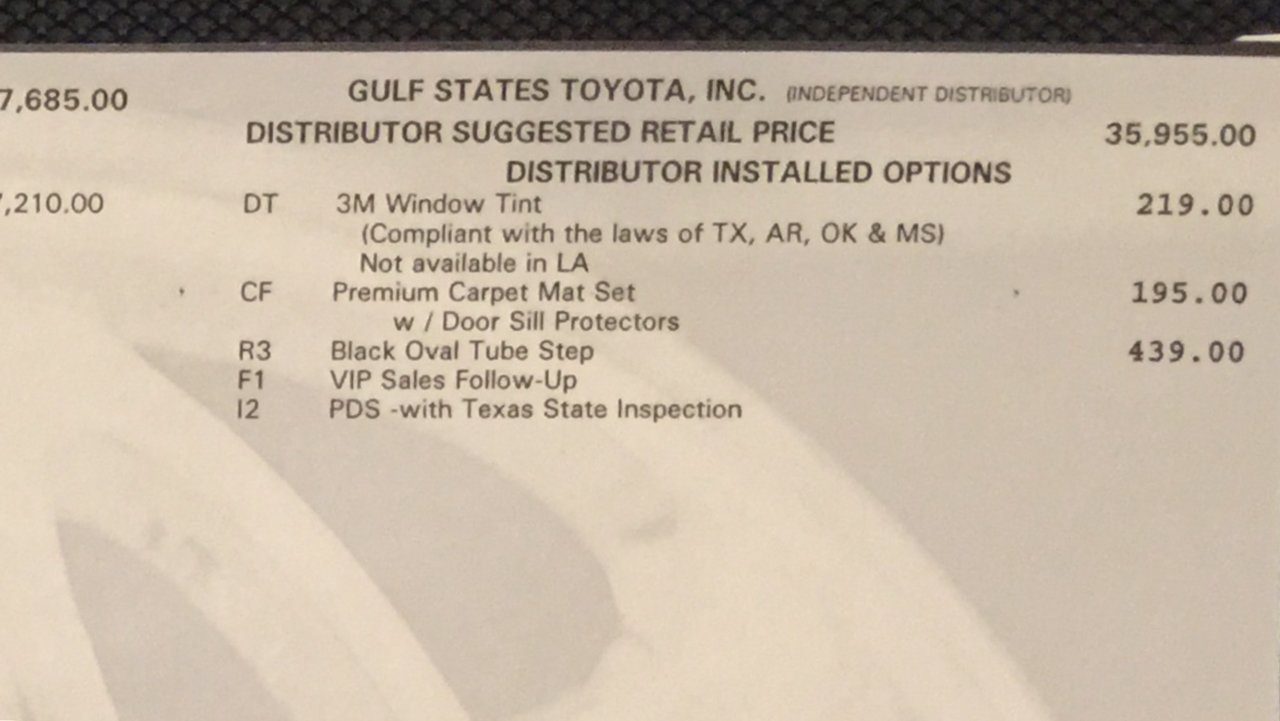 7,685.00 GULF STATES TOYOTA, INC. (INDEPENDENT DISTRIBUTOR)
DISTRIBUTOR SUGGESTED RETAIL PRICE 35,955.00
DISTRIBUTOR INSTALLED OPTIONS
,210.00 DT 3M Window Tint 219.00
(Compliant with the laws of TX, AR, OK & MS)
Not available in LA
CF Premium Carpet Mat Set 195.00
w / Door Sill Protectors
R3 Black Oval Tube Step 439.00
F1 VIP Sales Follow-Up
I2 PDS -with Texas State Inspection